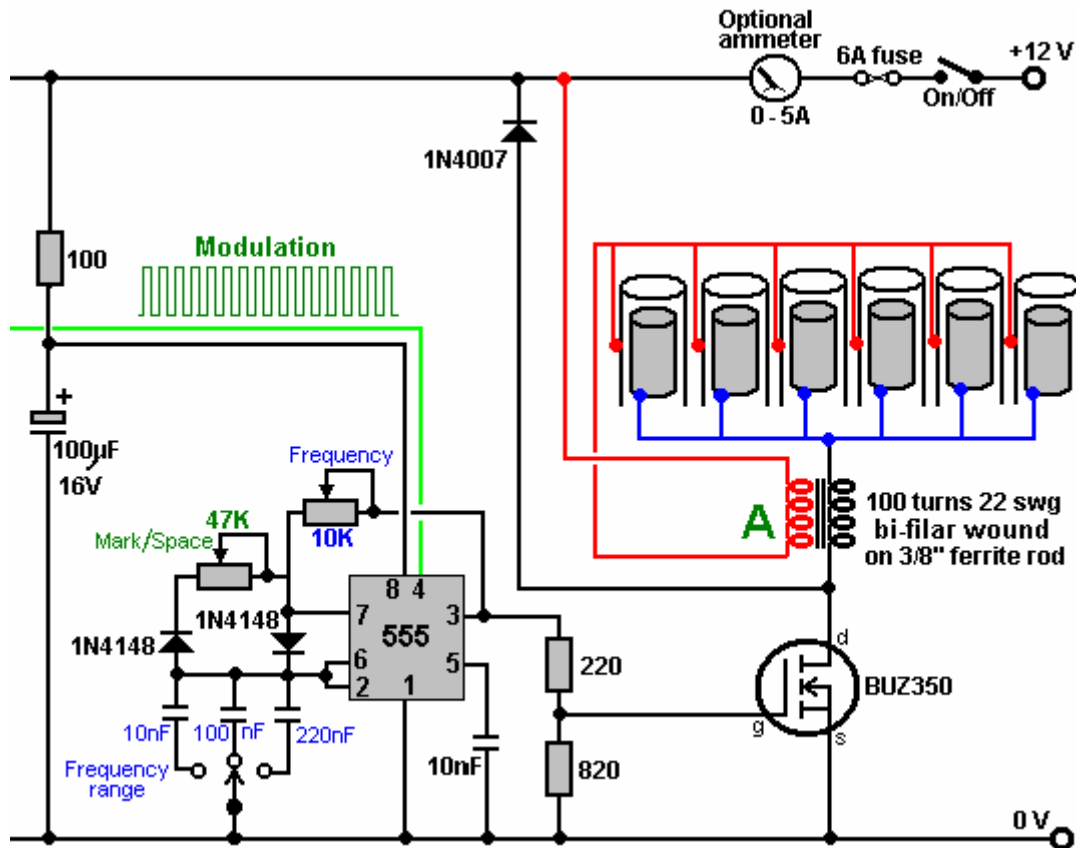 Optional
ammeter
6A fuse
+12 V
On/Off
0 - 5A
1N4007
Modulation
100
+
100µF
16V
Frequency
47K
Mark/Space
10K
A
100 turns 22 swg
bi-filar wound
on 3/8" ferrite rod
8 4
1N4148
7
3
1N4148
555
6
5
2
1
220
d
BUZ350
g
s
10nF
100 nF
220nF
10nF
820
Frequency
range
0 V